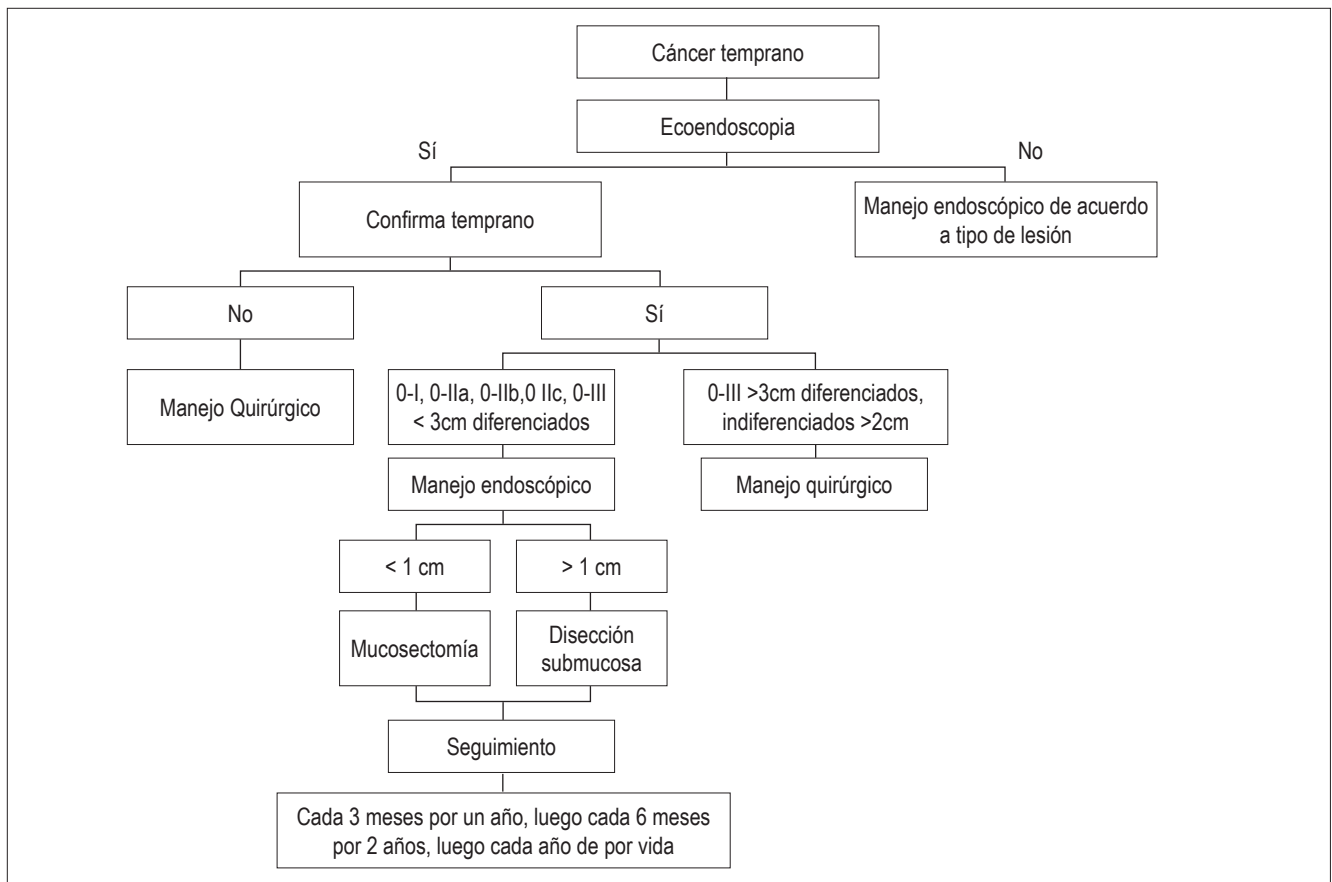 Cáncer temprano
Ecoendoscopia
Sí
No
Confirma temprano
Manejo endoscópico de acuerdo
a tipo de lesión
No
Sí
Manejo Quirúrgico
0-I, 0-IIa, 0-IIb,0 IIc, 0-III
< 3cm diferenciados
0-III >3cm diferenciados,
indiferenciados >2cm
Manejo endoscópico
Manejo quirúrgico
< 1 cm
> 1 cm
Mucosectomía
Disección
submucosa
Seguimiento
Cada 3 meses por un año, luego cada 6 meses
por 2 años, luego cada año de por vida